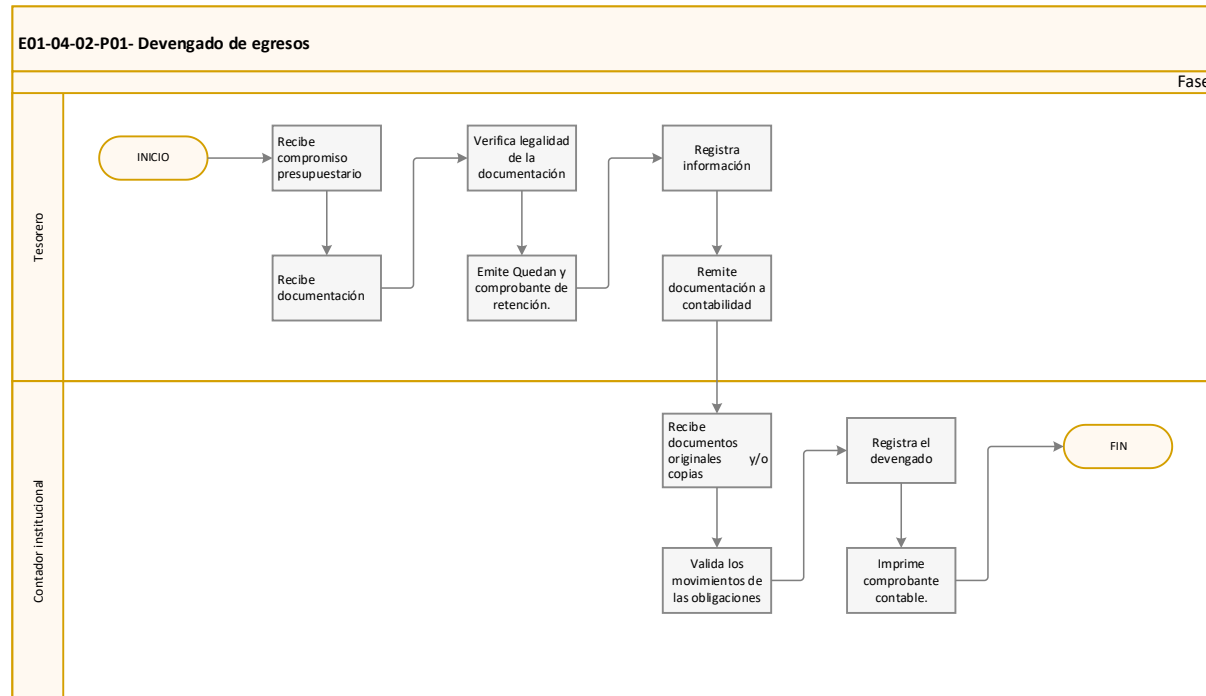 E01-04-02-P01- Devengado de egresos
Fase
Tesorero
INICIO
Recibe
compromiso
presupuestario
Recibe
documentación
Verifica legalidad
de la
documentación
Emite Quedan y
comprobante de
retención.
Registra
información
Remite
documentación a
contabilidad
Contador institucional
Recibe
documentos
originales y/o
copias
Valida los
movimientos de
las obligaciones
Registra el
devengado
Imprime
comprobante
contable.
FIN